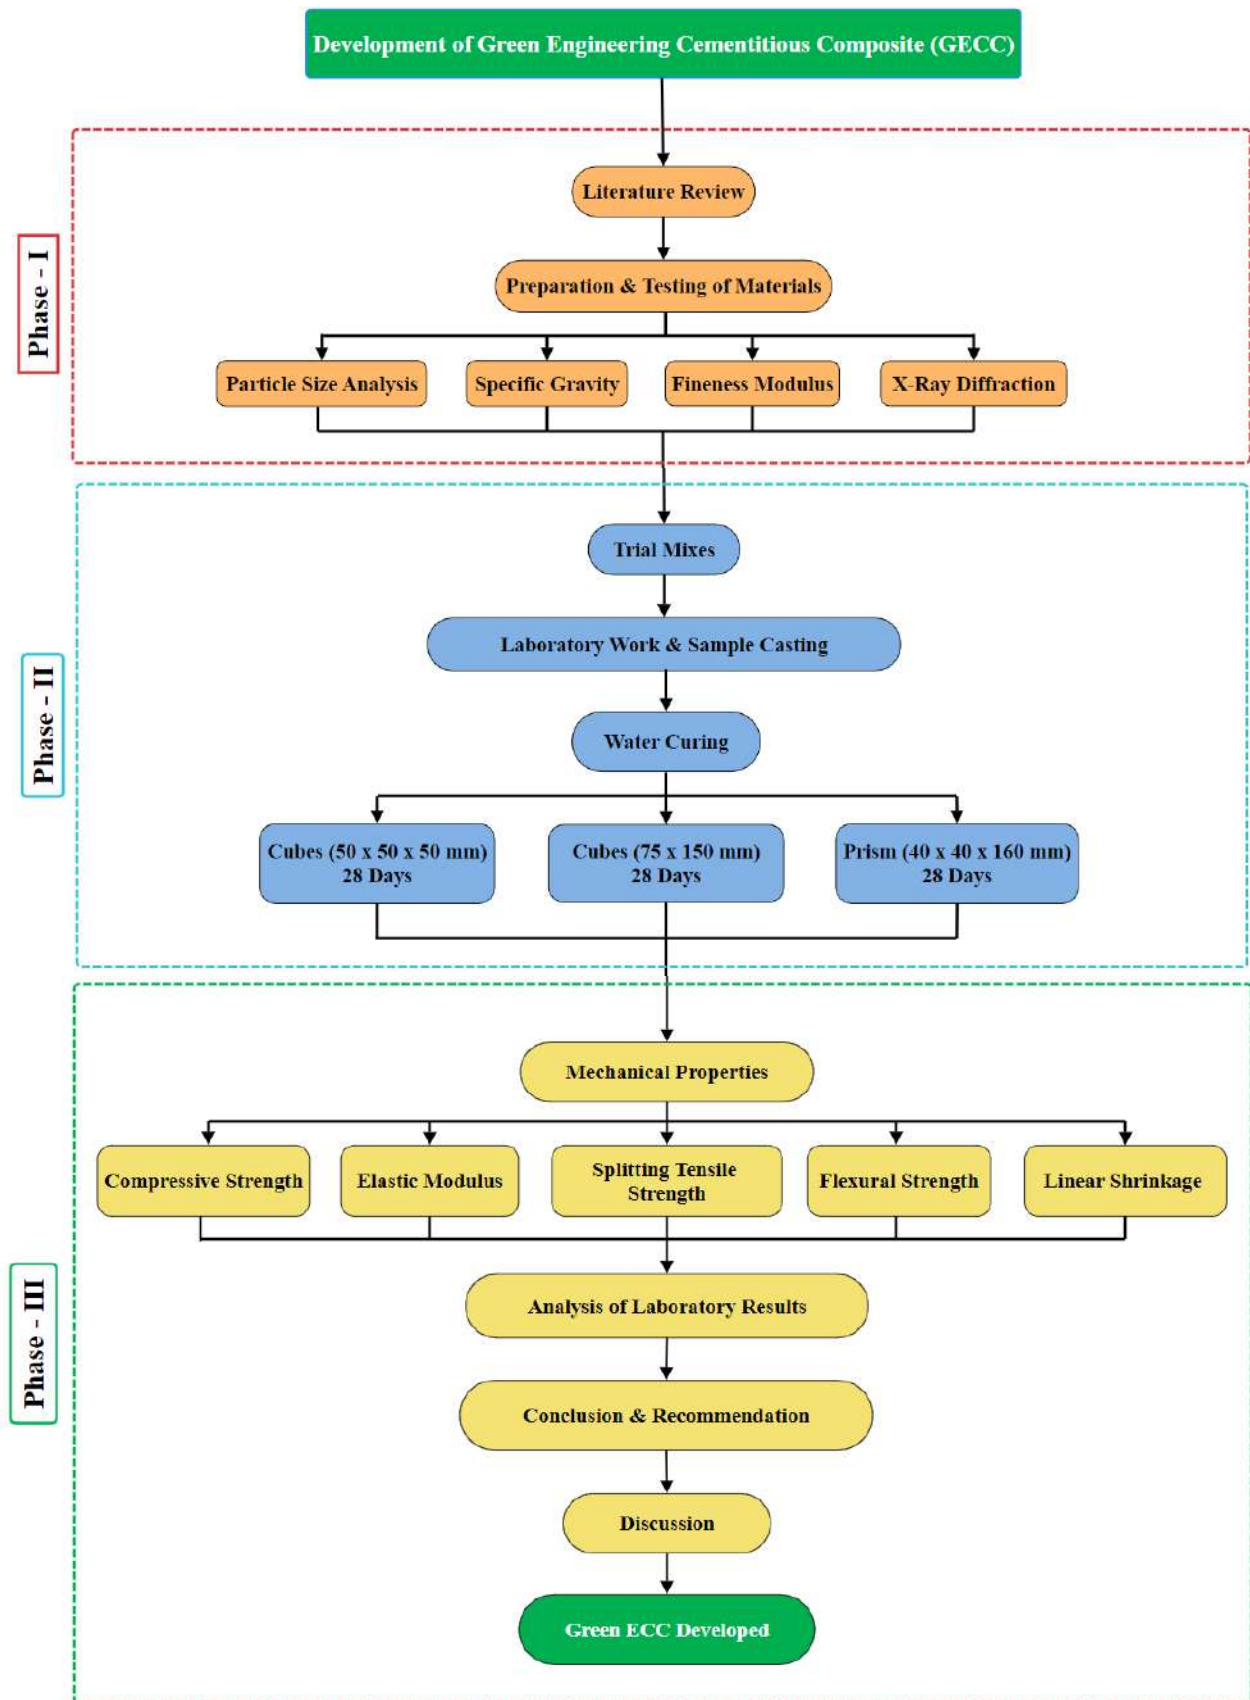 Development of Green Engineering Cementitious Composite (GECC)
Phase - I
Literature Review
Preparation & Testing of Materials
Particle Size Analysis
Specific Gravity
Fineness Modulus
X-Ray Diffraction
Phase - II
Trial Mixes
Laboratory Work & Sample Casting
Water Curing
Cubes (50 x 50 x 50 mm)
28 Days
Cubes (75 x 150 mm)
28 Days
Prism (40 x 40 x 160 mm)
28 Days
Phase - III
Mechanical Properties
Compressive Strength
Elastic Modulus
Splitting Tensile
Strength
Flexural Strength
Linear Shrinkage
Analysis of Laboratory Results
Conclusion & Recommendation
Discussion
Green ECC Developed